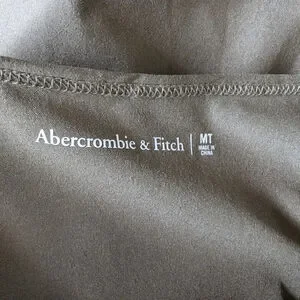 Abercrombie & Fitch | MT
MADE IN
CHINA